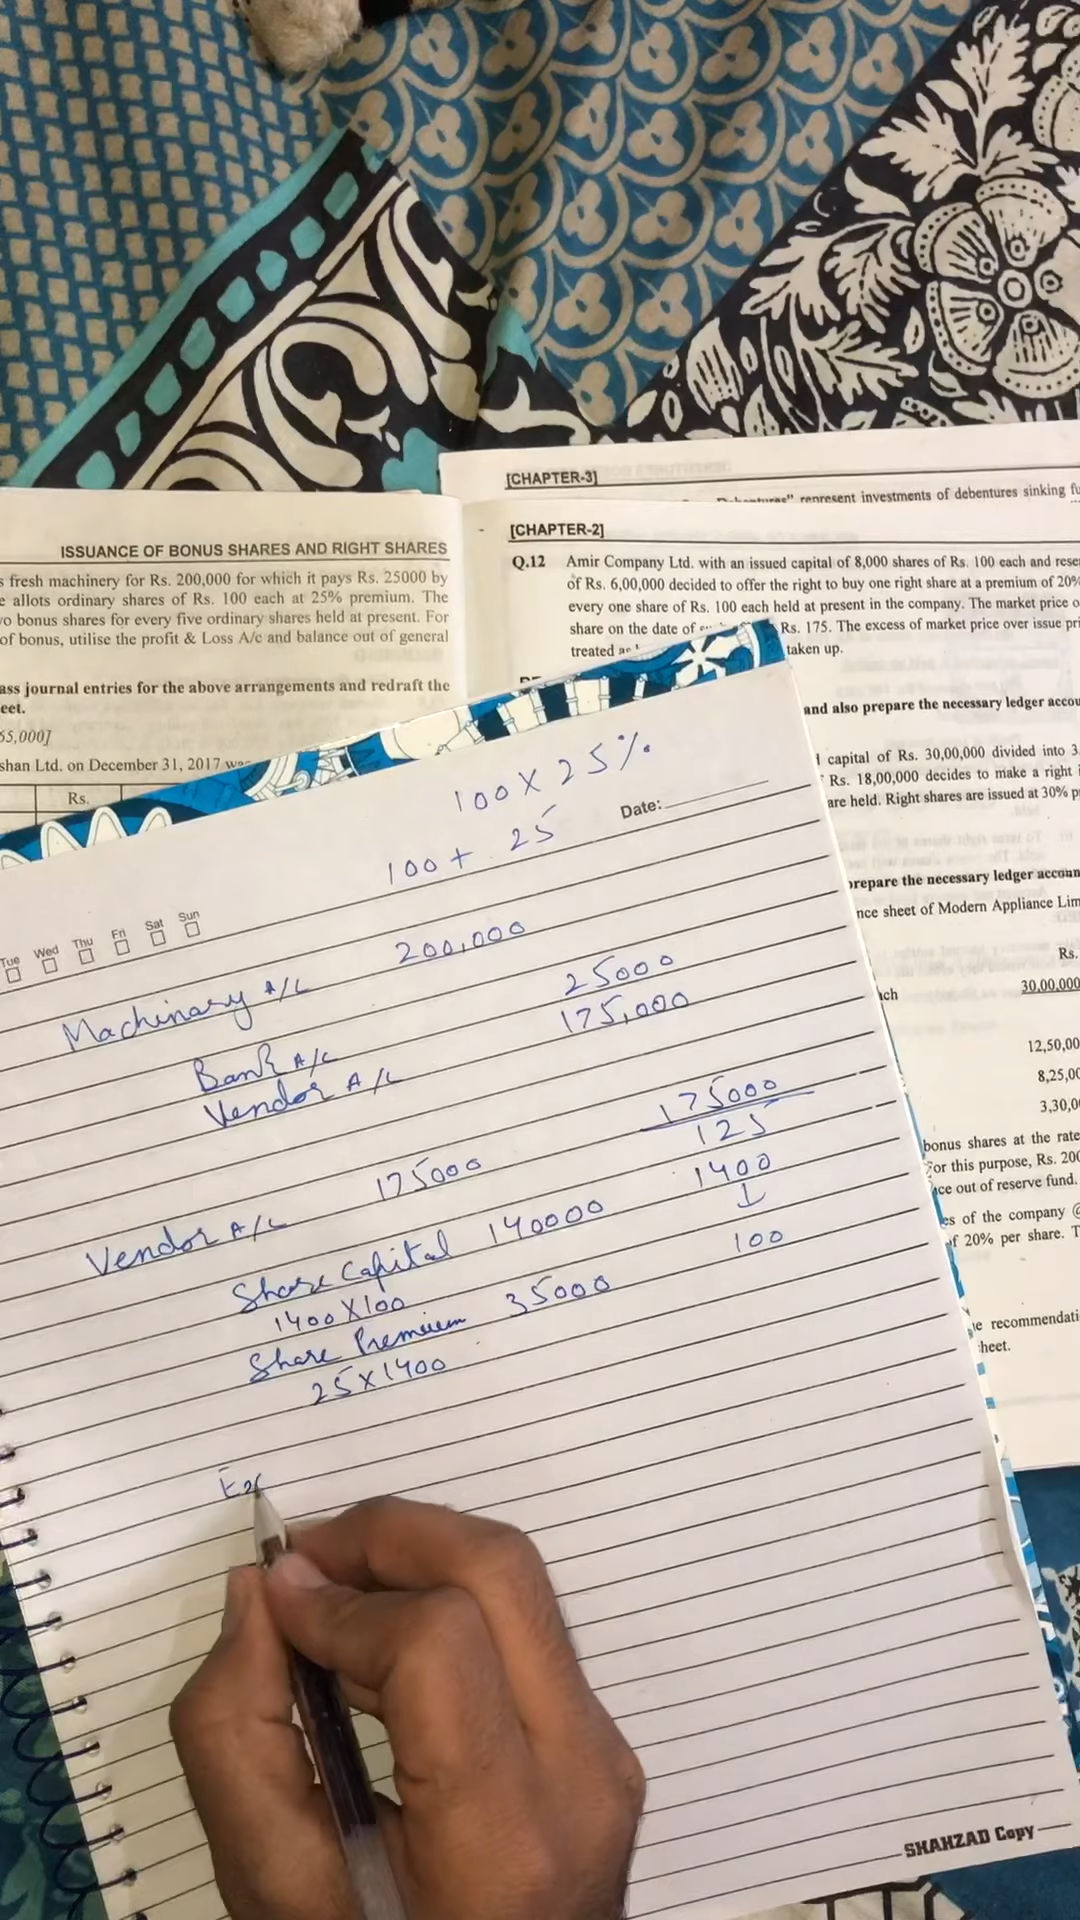 [CHAPTER-3]
represent investments of debentures sinking fu
ISSUANCE OF BONUS SHARES AND RIGHT SHARES
s fresh machinery for Rs. 200,000 for which it pays Rs. 25000 by
e allots ordinary shares of Rs. 100 each at 25% premium. The
o bonus shares for every five ordinary shares held at present. For
of bonus, utilise the profit & Loss A/c and balance out of general
ass journal entries for the above arrangements and redraft the
eet.
55,000]
shan Ltd. on December 31, 2017 wa
Rs.
[CHAPTER-2]
Q.12 Amir Company Ltd. with an issued capital of 8,000 shares of Rs. 100 each and rese
of Rs. 6,00,000 decided to offer the right to buy one right share at a premium of 20%
every one share of Rs. 100 each held at present in the company. The market price o
share on the date of Rs. 175. The excess of market price over issue pri
treated as taken up.
and also prepare the necessary ledger accou
capital of Rs. 30,00,000 divided into 3
Rs. 18,00,000 decides to make a right i
are held. Right shares are issued at 30% p
prepare the necessary ledger accoun
nce sheet of Modern Appliance Lim
Rs.
ach 30,00,000
12,50,00
8,25,00
3,30,0
bonus shares at the rate
For this purpose, Rs. 200
ce out of reserve fund.
es of the company @
of 20% per share. T
e recommendati
heet.
100 X 25%.
100 + 25
Date:
Tue Wed Thu Fri Sat Sun
Machinary A/c 200,000
Bank A/c 25000
Vendor A/c 175,000
175000
125
1400
100
Vendor A/c 175000
Share Capital 140000
1400 X 100
Share Premium 35000
25 X 1400
SHAHZAD Copy